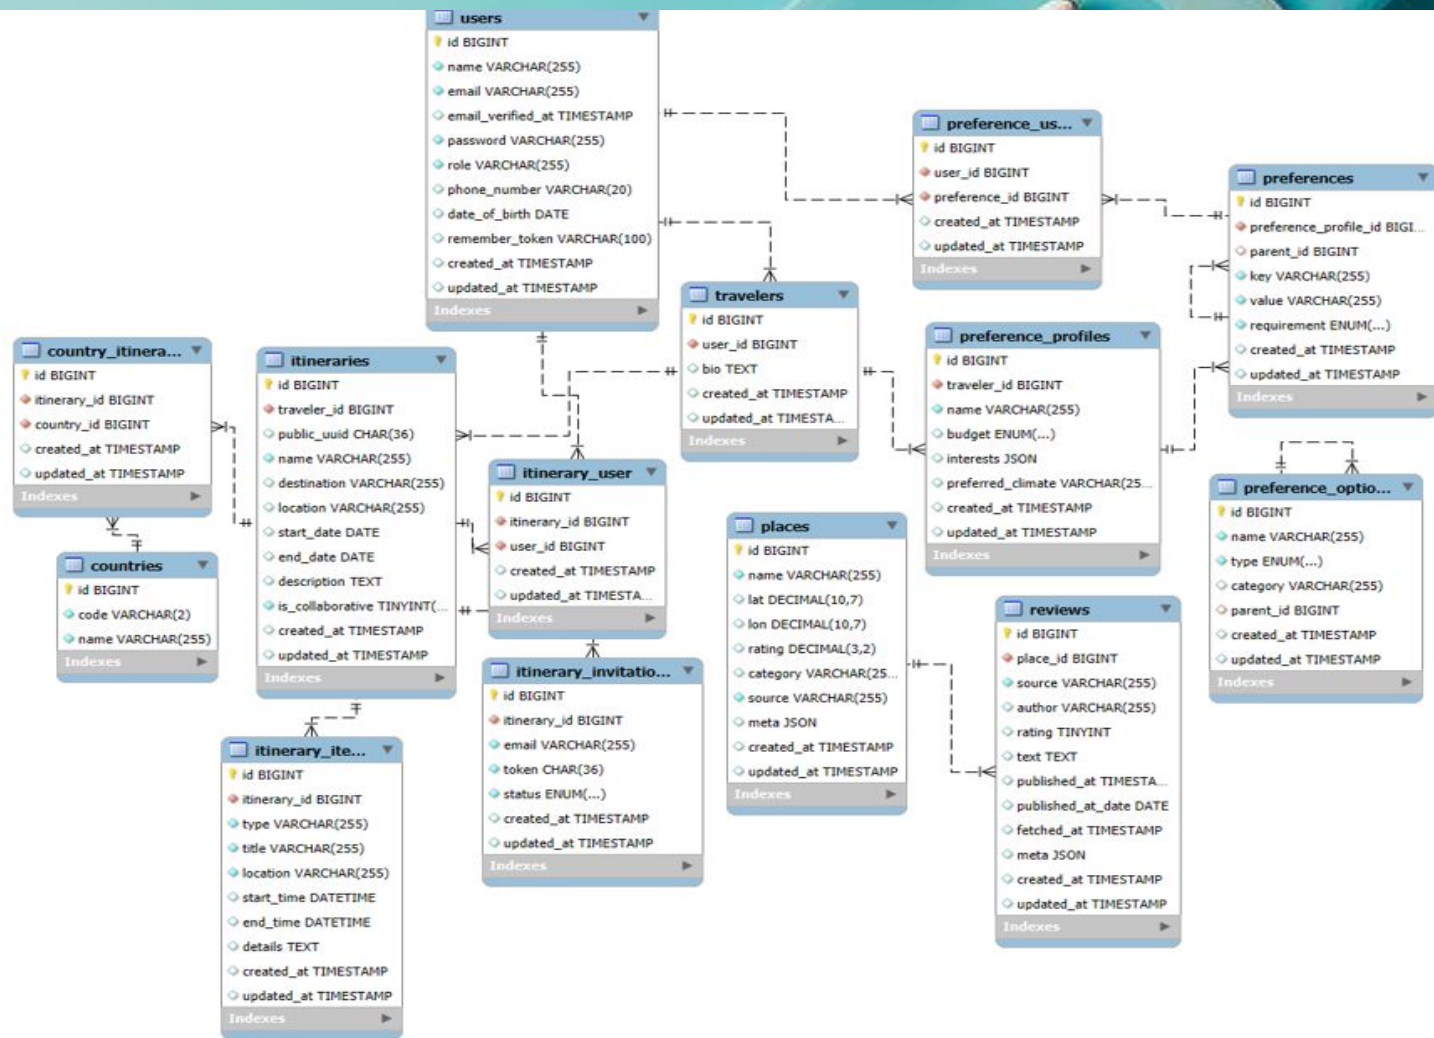 users
id BIGINT
name VARCHAR(255)
email VARCHAR(255)
email_verified_at TIMESTAMP
password VARCHAR(255)
role VARCHAR(255)
phone_number VARCHAR(20)
date_of_birth DATE
remember_token VARCHAR(100)
created_at TIMESTAMP
updated_at TIMESTAMP
Indexes
preference_us...
id BIGINT
user_id BIGINT
preference_id BIGINT
created_at TIMESTAMP
updated_at TIMESTAMP
Indexes
preferences
id BIGINT
preference_profile_id BIGI...
parent_id BIGINT
key VARCHAR(255)
value VARCHAR(255)
requirement ENUM(...)
created_at TIMESTAMP
updated_at TIMESTAMP
Indexes
travelers
id BIGINT
user_id BIGINT
bio TEXT
created_at TIMESTAMP
updated_at TIMESTA...
Indexes
preference_profiles
id BIGINT
traveler_id BIGINT
name VARCHAR(255)
budget ENUM(...)
interests JSON
preferred_climate VARCHAR(25...
created_at TIMESTAMP
updated_at TIMESTAMP
Indexes
country_itinera...
id BIGINT
itinerary_id BIGINT
country_id BIGINT
created_at TIMESTAMP
updated_at TIMESTAMP
Indexes
itineraries
id BIGINT
traveler_id BIGINT
public_uuid CHAR(36)
name VARCHAR(255)
destination VARCHAR(255)
location VARCHAR(255)
start_date DATE
end_date DATE
description TEXT
is_collaborative TINYINT(...
created_at TIMESTAMP
updated_at TIMESTAMP
Indexes
itinerary_user
id BIGINT
itinerary_id BIGINT
user_id BIGINT
created_at TIMESTAMP
updated_at TIMESTA...
Indexes
preference_optio...
id BIGINT
name VARCHAR(255)
type ENUM(...)
category VARCHAR(255)
parent_id BIGINT
created_at TIMESTAMP
updated_at TIMESTAMP
Indexes
places
id BIGINT
name VARCHAR(255)
lat DECIMAL(10,7)
lon DECIMAL(10,7)
rating DECIMAL(3,2)
category VARCHAR(25...
source VARCHAR(255)
meta JSON
created_at TIMESTAMP
updated_at TIMESTAMP
Indexes
countries
id BIGINT
code VARCHAR(2)
name VARCHAR(255)
Indexes
reviews
id BIGINT
place_id BIGINT
source VARCHAR(255)
author VARCHAR(255)
rating TINYINT
text TEXT
published_at TIMESTA...
published_at_date DATE
fetched_at TIMESTAMP
meta JSON
created_at TIMESTAMP
updated_at TIMESTAMP
Indexes
itinerary_invitatio...
id BIGINT
itinerary_id BIGINT
email VARCHAR(255)
token CHAR(36)
status ENUM(...)
created_at TIMESTAMP
updated_at TIMESTAMP
Indexes
itinerary_ite...
id BIGINT
itinerary_id BIGINT
type VARCHAR(255)
title VARCHAR(255)
location VARCHAR(255)
start_time DATETIME
end_time DATETIME
details TEXT
created_at TIMESTAMP
updated_at TIMESTAMP
Indexes